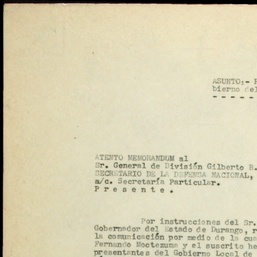 ASUNTO:-
bierno del
- - - - -
ATENTO MEMORANDUM al
Sr. General de División Gilberto R.
SECRETARIO DE LA DEFENSA NACIONAL,
a/c. Secretaría Particular.
P r e s e n t e .
Por instrucciones del Sr.
Gobernador del Estado de Durango, r
la comunicación por medio de la cua
Fernando Moctezuma y el suscrito he
presentantes del Gobierno Local de